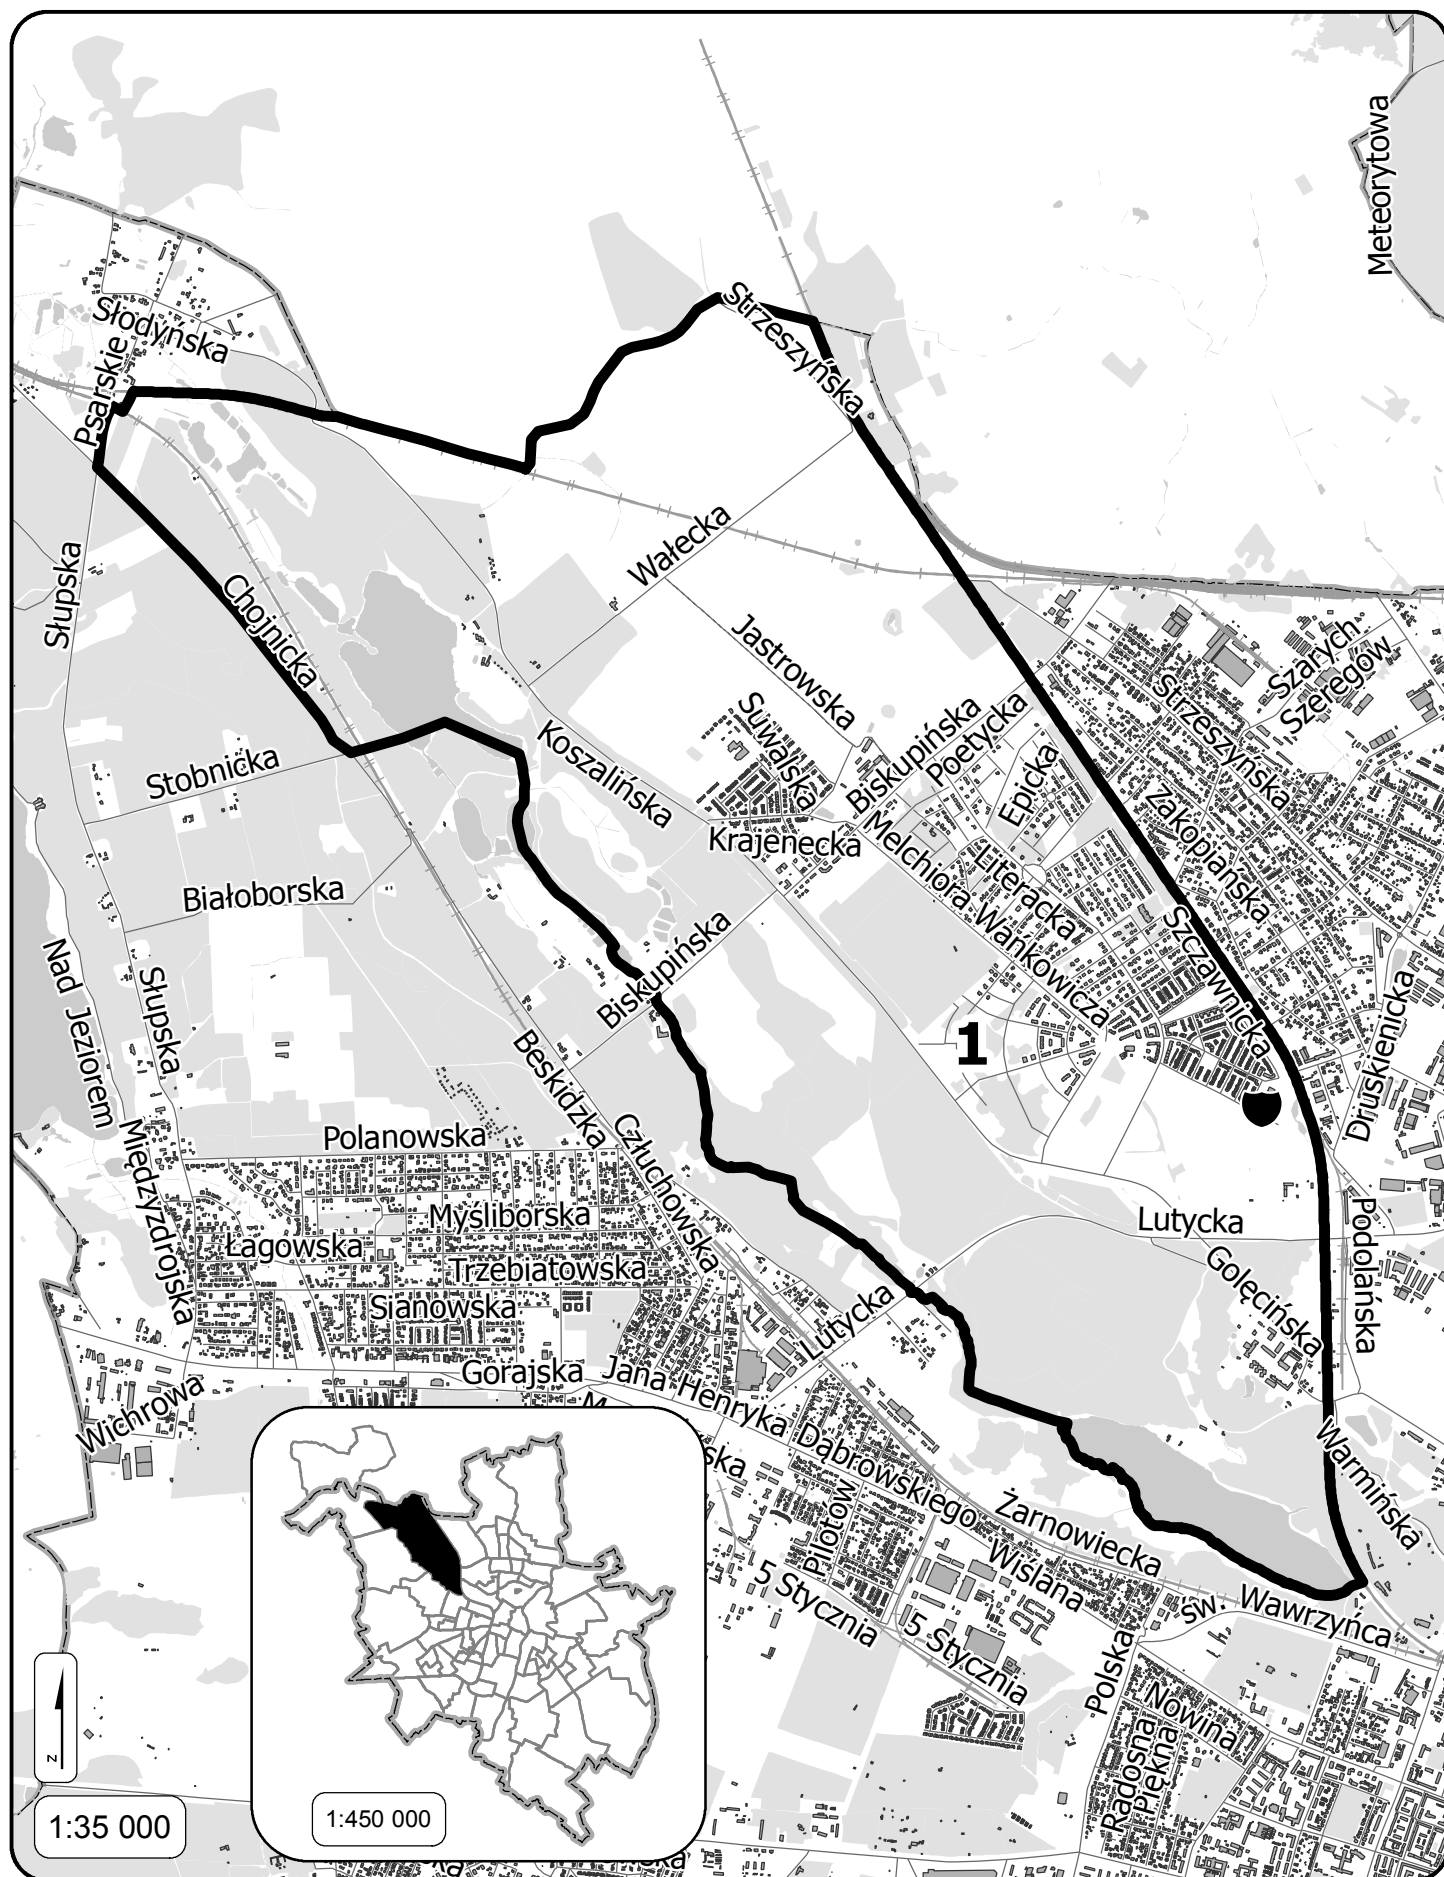 Meteorytowa
Słodyńska
Psarskie
Strzeszyńska
Wałecka
Słupska
Chojnicka
Jastrowska
Szarych
Szeregów
Strzeszyńska
Suwalska
Biskupińska
Poetycka
Koszalińska
Epicka
Stobnicka
Zakopiańska
Krajenecka
Melchiora Wańkowicza
Literacka
Białoborska
Szczawnicka
Biskupińska
Nad Jeziorem
Słupska
Druskienicka
1
Beskidzka
Polanowska
Człuchowska
Międzyzdrojska
Myśliborska
Łagowska
Lutycka
Podolańska
Golęcińska
Trzebiatowska
Sianowska
Lutycka
Gorajska
Jana Henryka Dąbrowskiego
Wichrowa
Warmińska
ska
Pilotów
Żarnowiecka
Wiślana
5 Stycznia
św. Wawrzyńca
5 Stycznia
Polska
Nowina
Radosna
Piękna
z
1:35 000
1:450 000